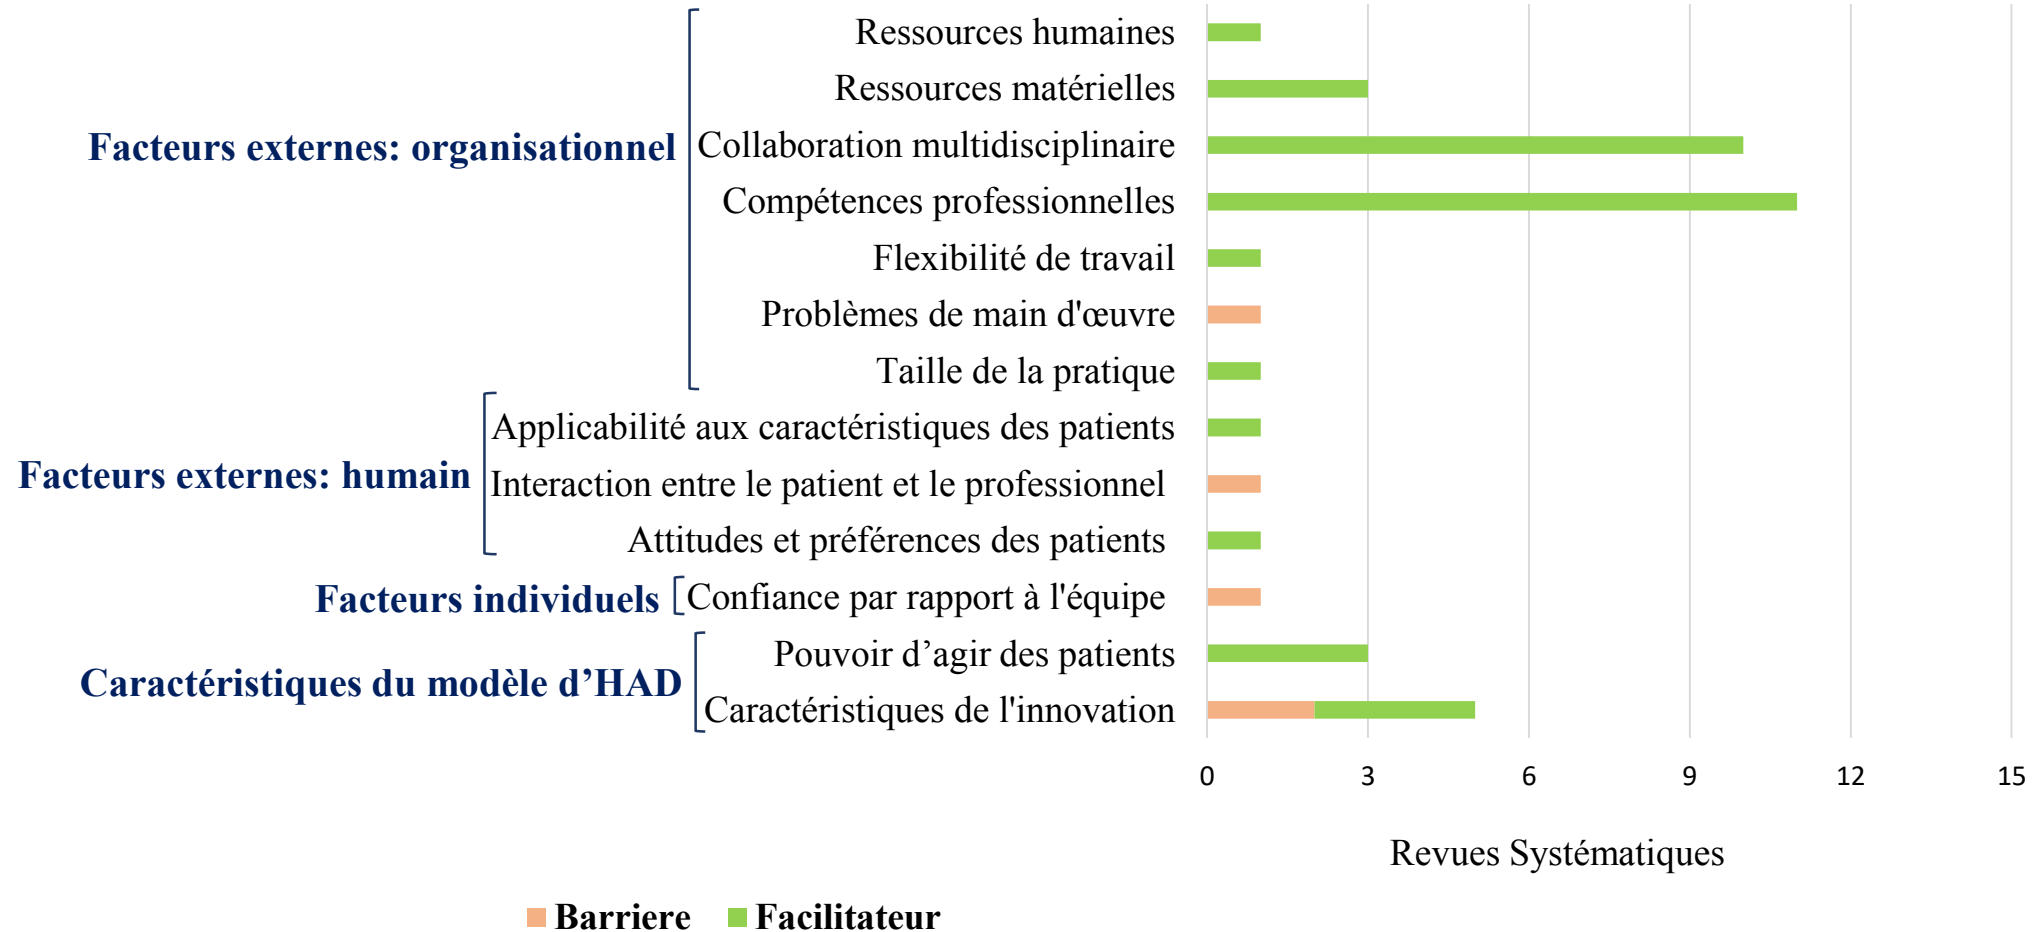 Ressources humaines
Ressources matérielles
Facteurs externes: organisationnel
Collaboration multidisciplinaire
Compétences professionnelles
Flexibilité de travail
Problèmes de main d'œuvre
Taille de la pratique
Applicabilité aux caractéristiques des patients
Facteurs externes: humain
Interaction entre le patient et le professionnel
Attitudes et préférences des patients
Facteurs individuels
Confiance par rapport à l'équipe
Pouvoir d’agir des patients
Caractéristiques du modèle d’HAD
Caractéristiques de l'innovation
0 3 6 9 12 15
Revues Systématiques
Barriere Facilitateur